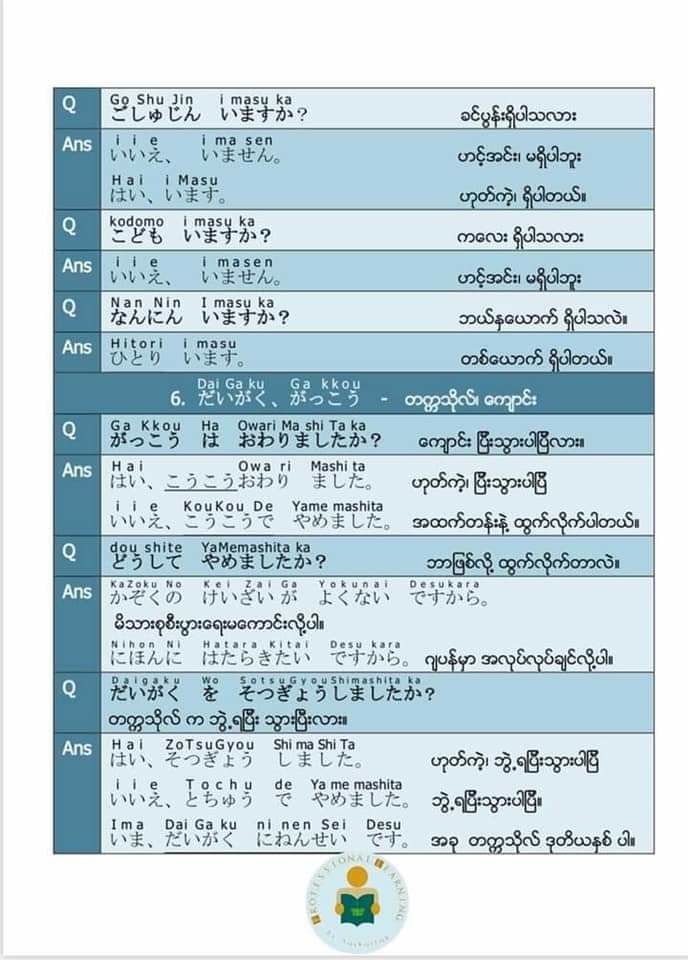 Q
Go Shu Jin i masu ka
ごしゅじん いますか? ခင်ပွန်းရှိပါသလား
Ans
i i e i ma sen
いいえ、 いません。 ဟင့်အင်း၊ မရှိပါဘူး
Hai i Masu
はい、います。 ဟုတ်ကဲ့၊ ရှိပါတယ်။
Q
kodomo i masu ka
こども いますか? ကလေး ရှိပါသလား
Ans
i i e i masen
いいえ、 いません。 ဟင့်အင်း၊ မရှိပါဘူး
Q
Nan Nin I masu ka
なんにん いますか? ဘယ်နှယောက် ရှိပါသလဲ။
Ans
Hitori i masu
ひとり います。 တစ်ယောက် ရှိပါတယ်။
Dai Ga ku Ga kkou
6. だいがく、がっこう - တက္ကသိုလ်၊ ကျောင်း
Q
Ga Kkou Ha Owari Ma shi Ta ka
がっこう は おわりましたか? ကျောင်း ပြီးသွားပါပြီလား။
Ans
Hai Owa ri Mashi ta
はい、こうこうおわり ました。 ဟုတ်ကဲ့၊ ပြီးသွားပါပြီ
i i e KouKou De Yame mashita
いいえ、こうこうで やめました。 အထက်တန်းနဲ့ ထွက်လိုက်ပါတယ်။
Q
dou shite YaMemashita ka
どうして やめましたか? ဘာဖြစ်လို့ ထွက်လိုက်တာလဲ။
Ans
KaZoku No Kei Zai Ga Yokunai Desukara
かぞくの けいざい が よくない ですから。
မိသားစုစီးပွားရေးမကောင်းလို့ပါ။
Nihon Ni Hatara Kitai Desu kara
にほんに はたらきたい ですから。 ဂျပန်မှာ အလုပ်လုပ်ချင်လို့ပါ။
Q
Daigaku Wo SotsuGyouShimashita ka
だいがく を そつぎょうしましたか?
တက္ကသိုလ် က ဘွဲ့ရပြီး သွားပြီးလား။
Ans
Hai ZoTsuGyou Shi ma Shi Ta
はい、そつぎょう しました。 ဟုတ်ကဲ့၊ ဘွဲ့ရပြီးသွားပါပြီ
i i e Tochu de Ya me mashita
いいえ、とちゅう で やめました。 ဘွဲ့ရပြီးသွားပါပြီ။
Ima Dai Ga ku ni nen Sei Desu
いま、だいがく にねんせい です。 အခု တက္ကသိုလ် ဒုတိယနှစ် ပါ။
PROFESSIONAL LEARNING